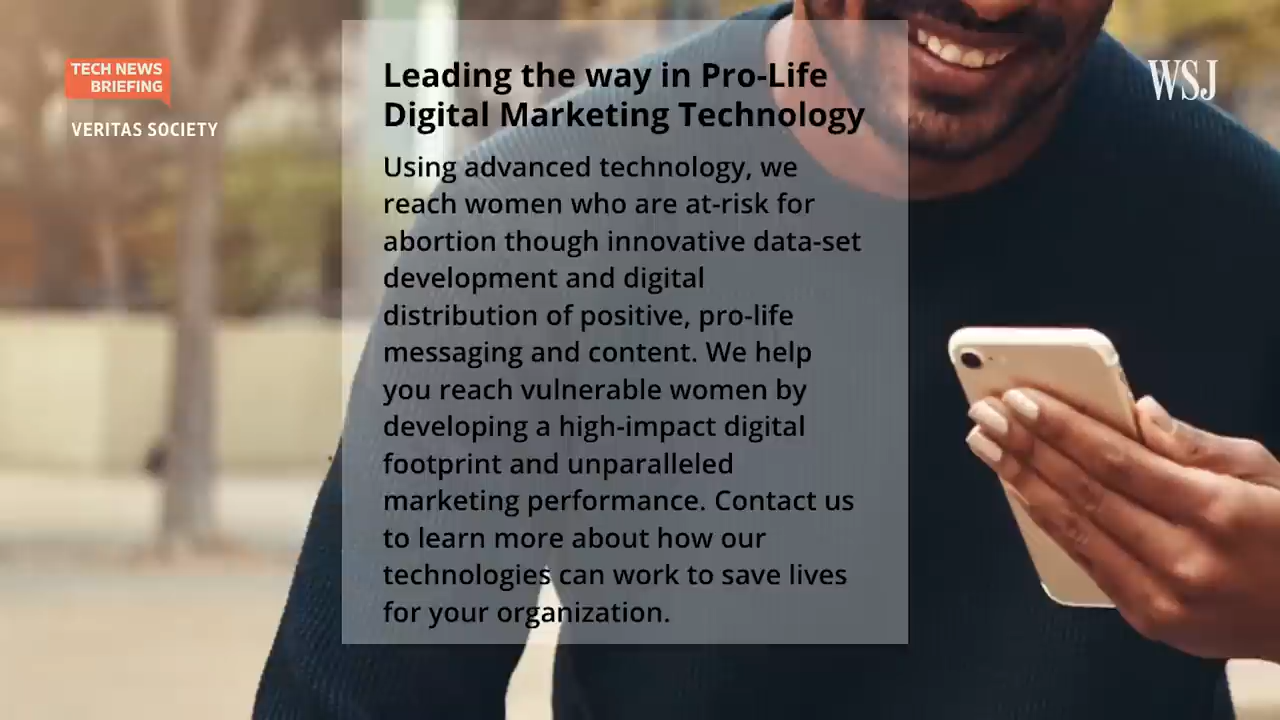 TECH NEWS
BRIEFING
VERITAS SOCIETY
WSJ
Leading the way in Pro-Life
Digital Marketing Technology
Using advanced technology, we
reach women who are at-risk for
abortion though innovative data-set
development and digital
distribution of positive, pro-life
messaging and content. We help
you reach vulnerable women by
developing a high-impact digital
footprint and unparalleled
marketing performance. Contact us
to learn more about how our
technologies can work to save lives
for your organization.